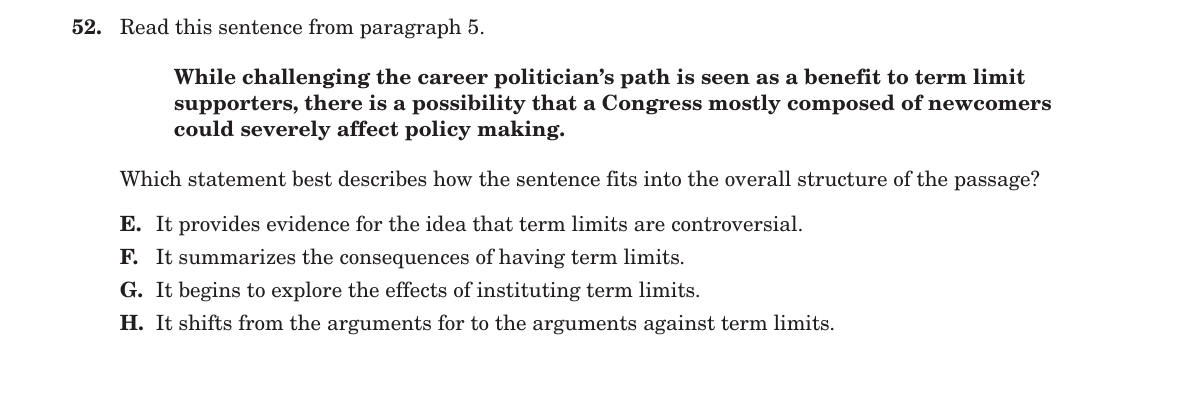 52. Read this sentence from paragraph 5.
While challenging the career politician's path is seen as a benefit to term limit
supporters, there is a possibility that a Congress mostly composed of newcomers
could severely affect policy making.
Which statement best describes how the sentence fits into the overall structure of the passage?
E. It provides evidence for the idea that term limits are controversial.
F. It summarizes the consequences of having term limits.
G. It begins to explore the effects of instituting term limits.
H. It shifts from the arguments for to the arguments against term limits.